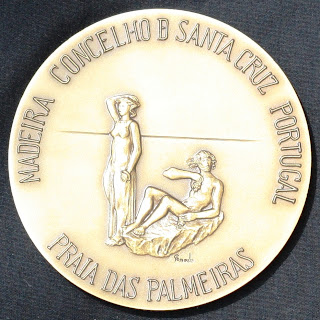 MADEIRA CONCELHO D SANTA CRUZ PORTUGAL
PRAIA DAS PALMEIRAS